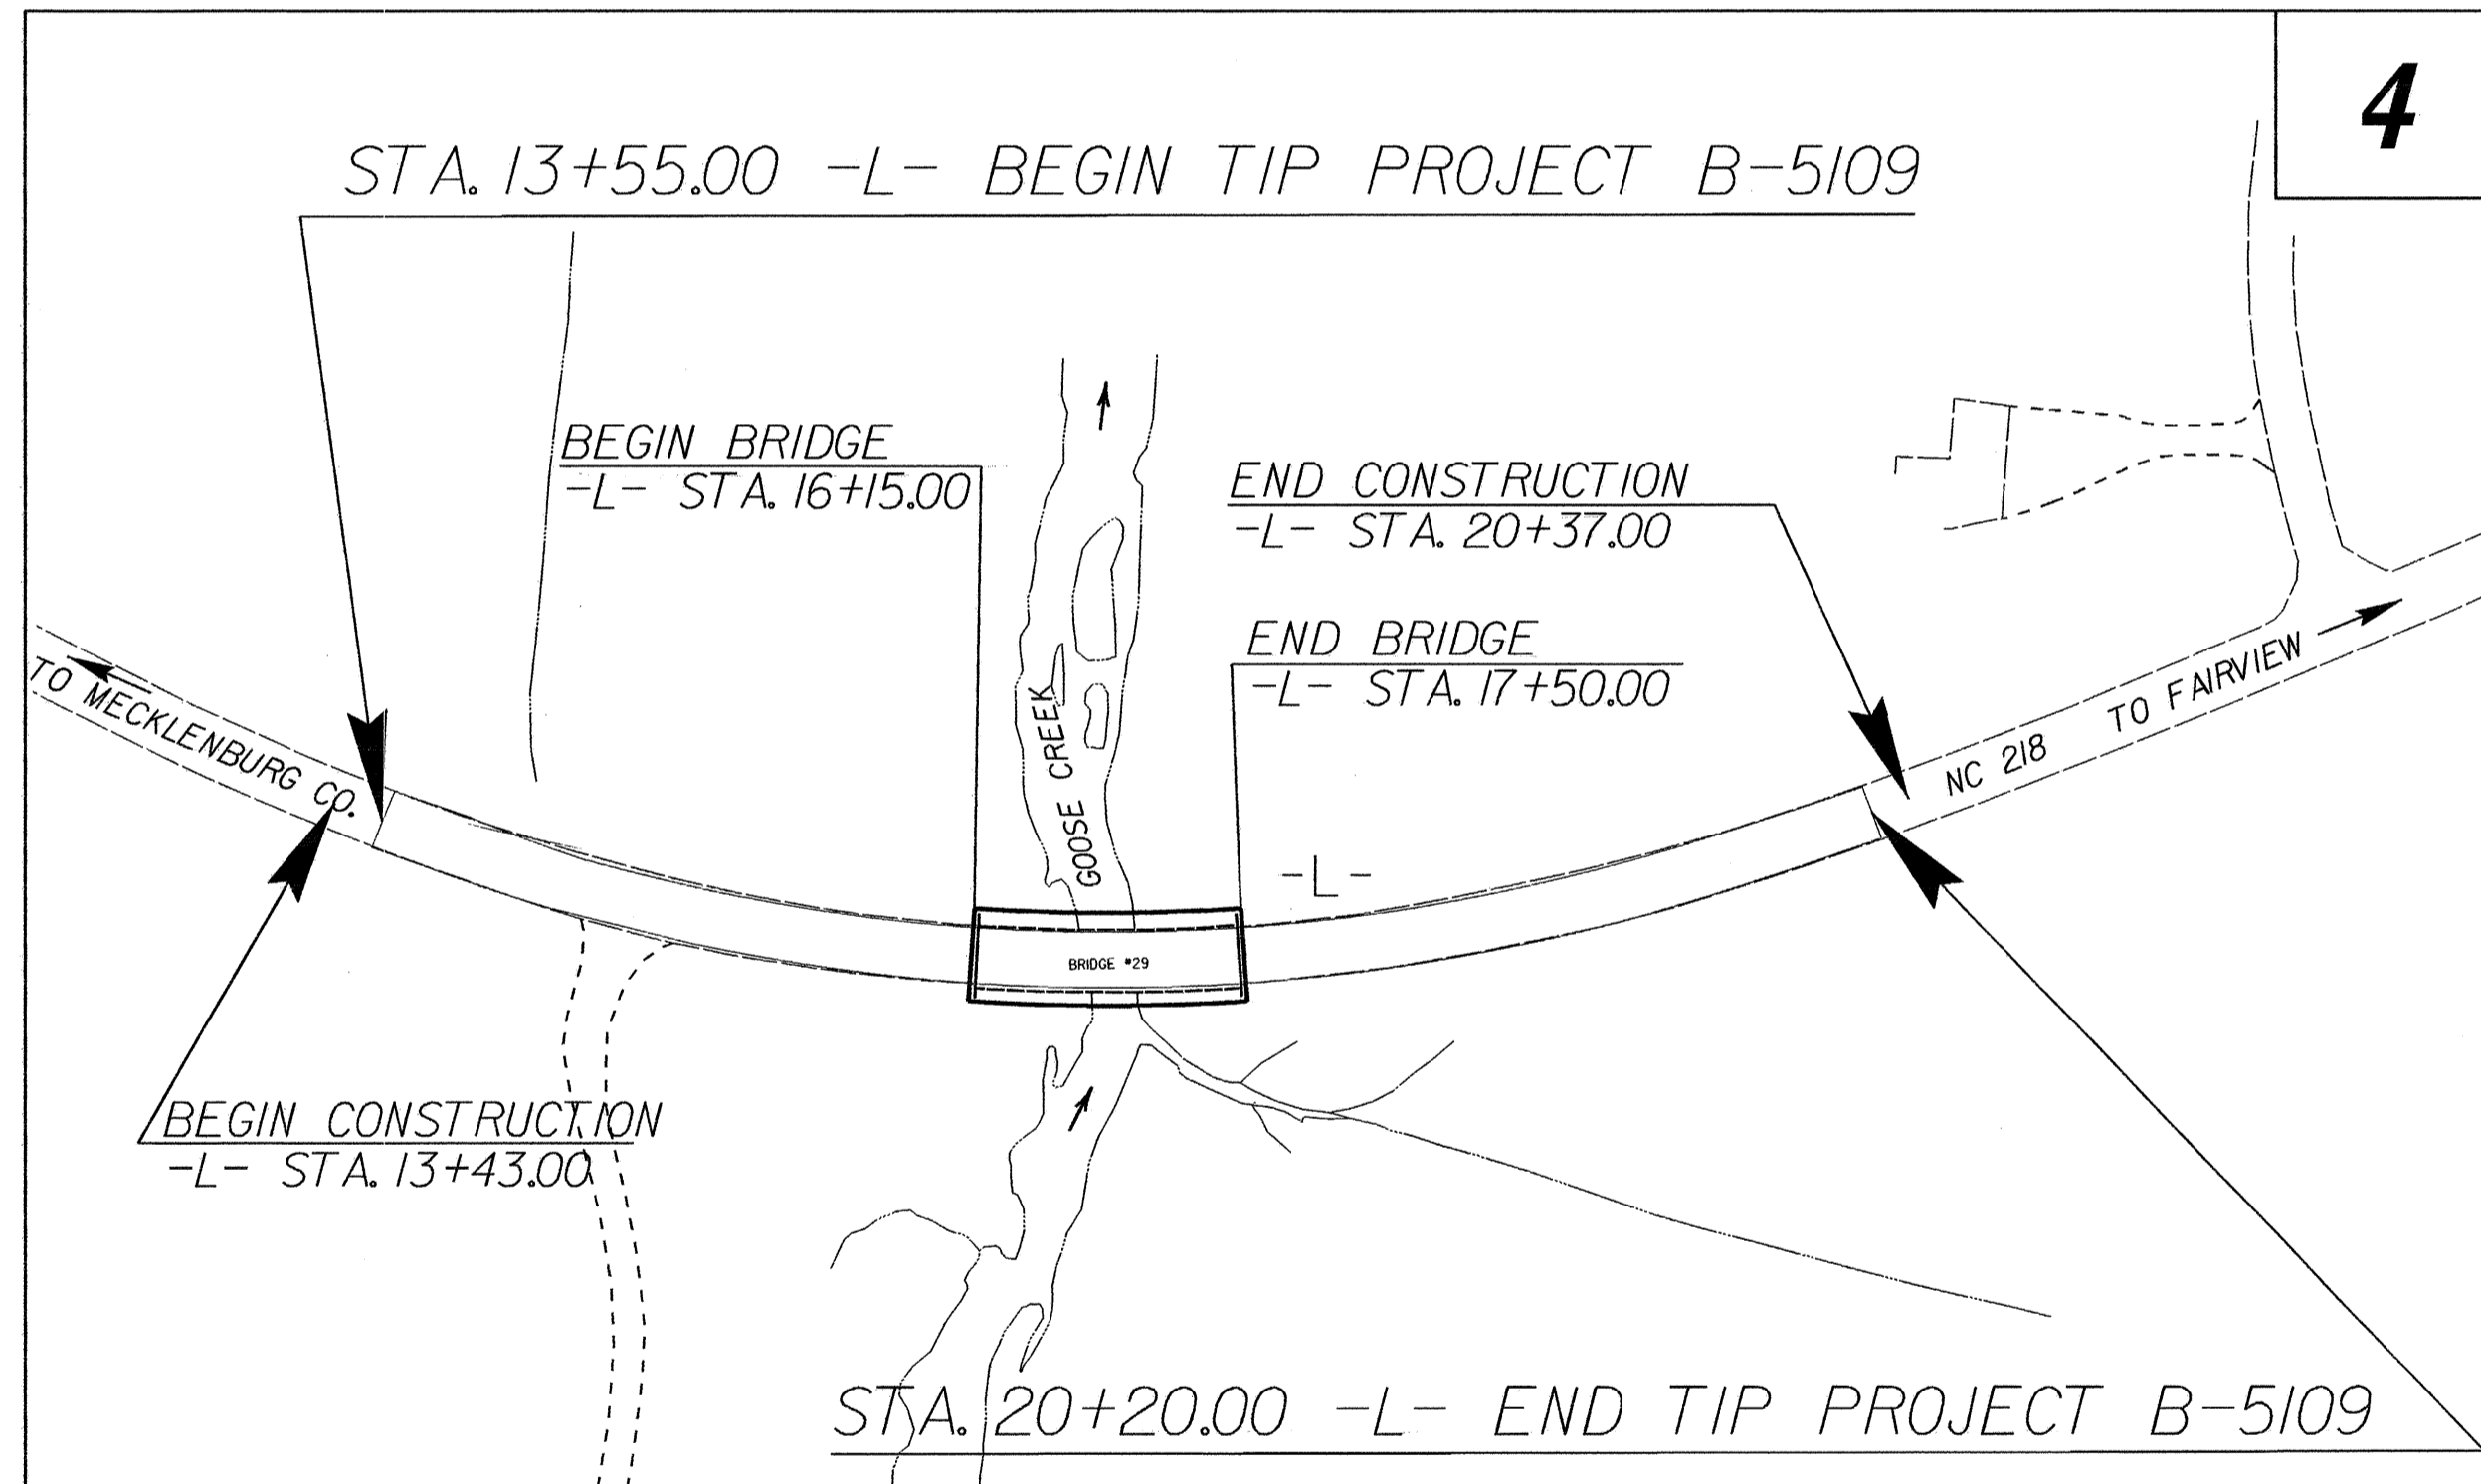 4
STA. 13+55.00 -L- BEGIN TIP PROJECT B-5109
BEGIN BRIDGE
-L- STA. 16+15.00
END CONSTRUCTION
-L- STA. 20+37.00
END BRIDGE
-L- STA. 17+50.00
TO MECKLENBURG CO.
GOOSE CREEK
NC 218 TO FAIRVIEW
-L-
BRIDGE #29
BEGIN CONSTRUCTION
-L- STA. 13+43.00
STA. 20+20.00 -L- END TIP PROJECT B-5109